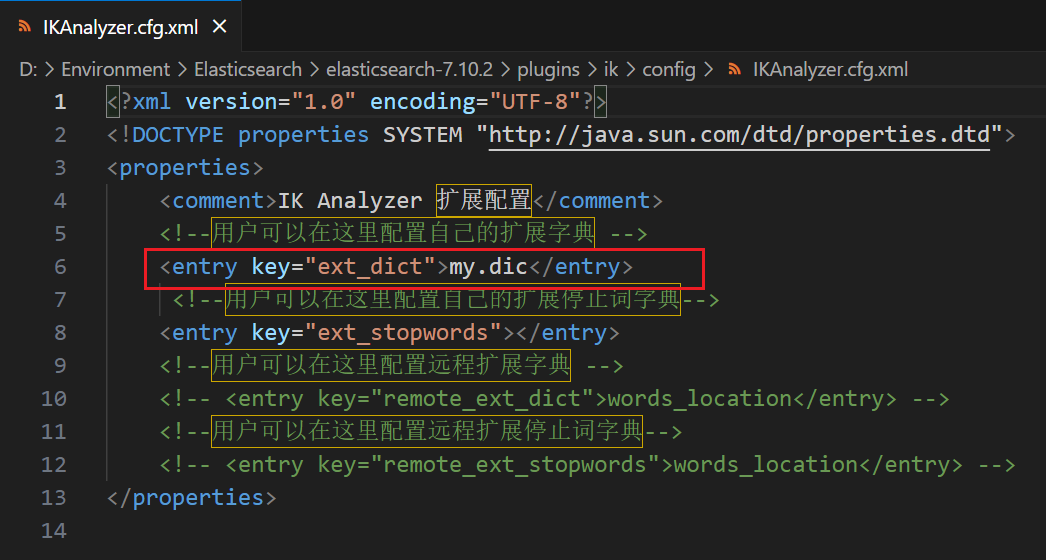 IKAnalyzer.cfg.xml
D: > Environment > Elasticsearch > elasticsearch-7.10.2 > plugins > ik > config > IKAnalyzer.cfg.xml
1 <?xml version="1.0" encoding="UTF-8"?>
2 <!DOCTYPE properties SYSTEM "http://java.sun.com/dtd/properties.dtd">
3 <properties>
4 <comment>IK Analyzer 扩展配置</comment>
5 <!--用户可以在这里配置自己的扩展字典 -->
6 <entry key="ext_dict">my.dic</entry>
7 <!--用户可以在这里配置自己的扩展停止词字典-->
8 <entry key="ext_stopwords"></entry>
9 <!--用户可以在这里配置远程扩展字典 -->
10 <!-- <entry key="remote_ext_dict">words_location</entry> -->
11 <!--用户可以在这里配置远程扩展停止词字典-->
12 <!-- <entry key="remote_ext_stopwords">words_location</entry> -->
13 </properties>
14